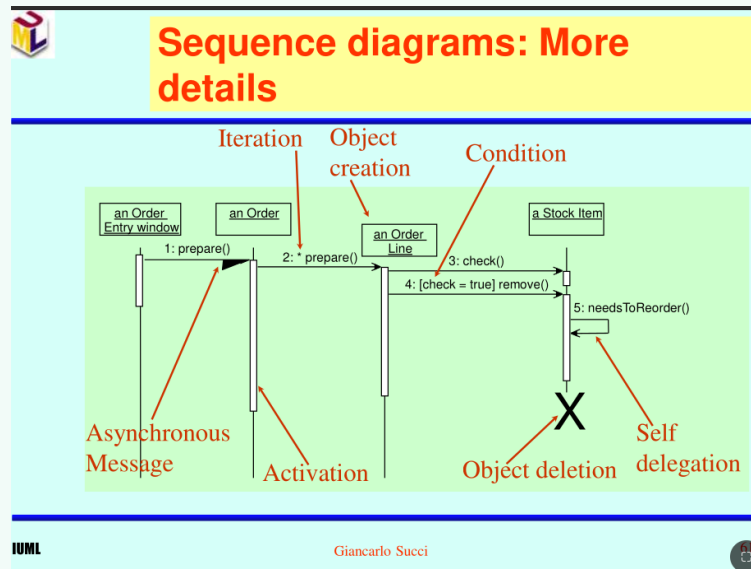 UML
Sequence diagrams: More
details
Iteration
Object
creation
Condition
an Order
Entry window
an Order
an Order
Line
a Stock Item
1: prepare()
2: * prepare()
3: check()
4: [check = true] remove()
5: needsToReorder()
Asynchronous
Message
Activation
Object deletion
Self
delegation
IUML
Giancarlo Succi